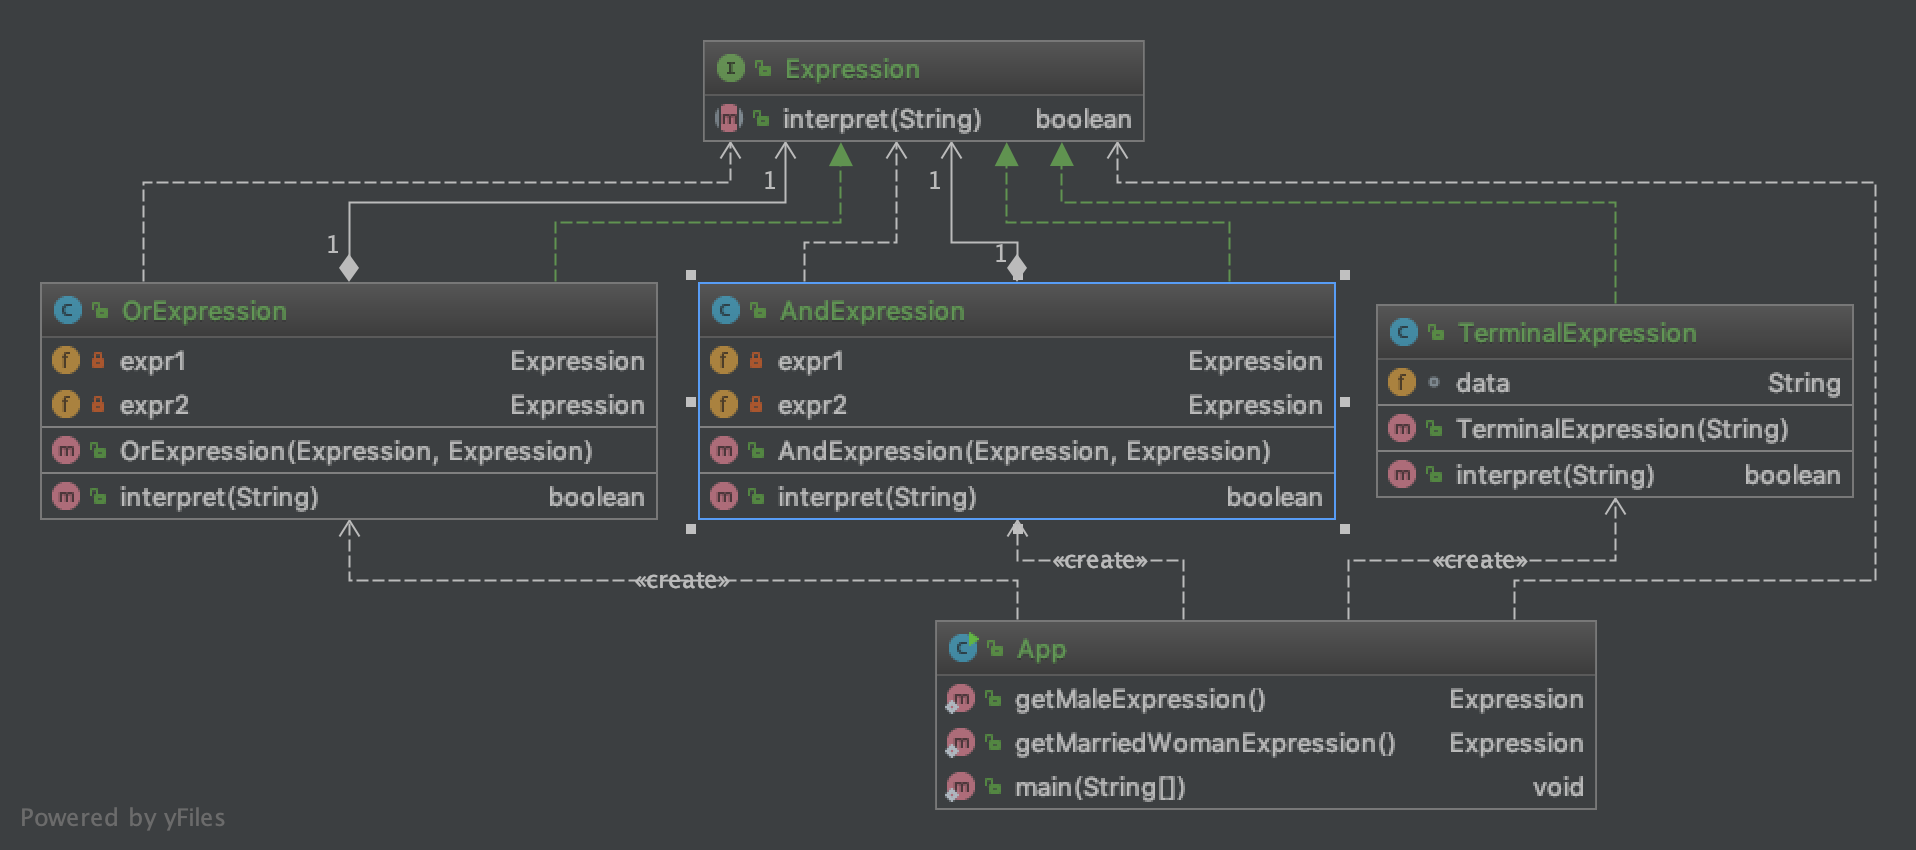 I Expression
m interpret(String) boolean
1
1
1
1
C OrExpression
f expr1 Expression
f expr2 Expression
m OrExpression(Expression, Expression)
m interpret(String) boolean
C AndExpression
f expr1 Expression
f expr2 Expression
m AndExpression(Expression, Expression)
m interpret(String) boolean
C TerminalExpression
f data String
m TerminalExpression(String)
m interpret(String) boolean
«create»
«create»
«create»
C App
m getMaleExpression() Expression
m getMarriedWomanExpression() Expression
m main(String[]) void
Powered by yFiles